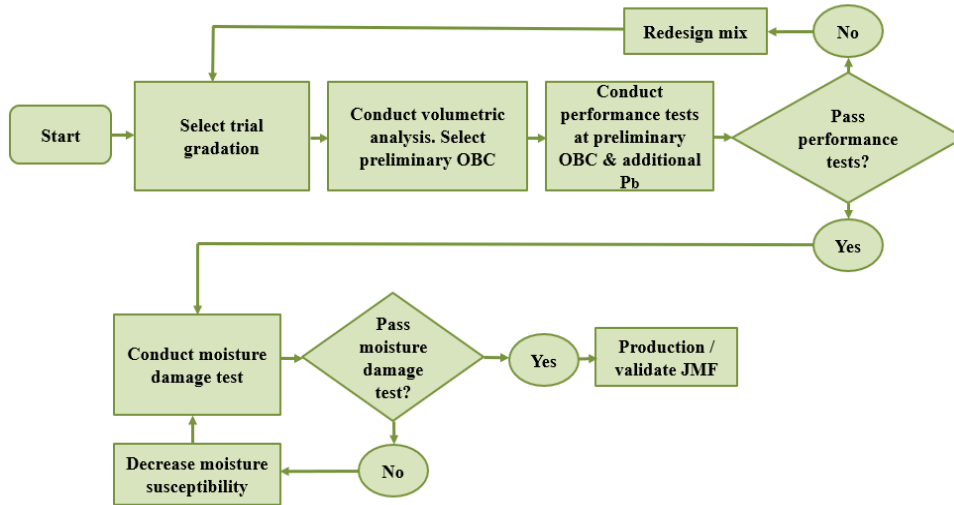 Redesign mix
No
Start
Select trial
gradation
Conduct volumetric
analysis. Select
preliminary OBC
Conduct
performance tests
at preliminary
OBC & additional
Pb
Pass
performance
tests?
Yes
Conduct moisture
damage test
Pass
moisture
damage
test?
Yes
Production /
validate JMF
Decrease moisture
susceptibility
No